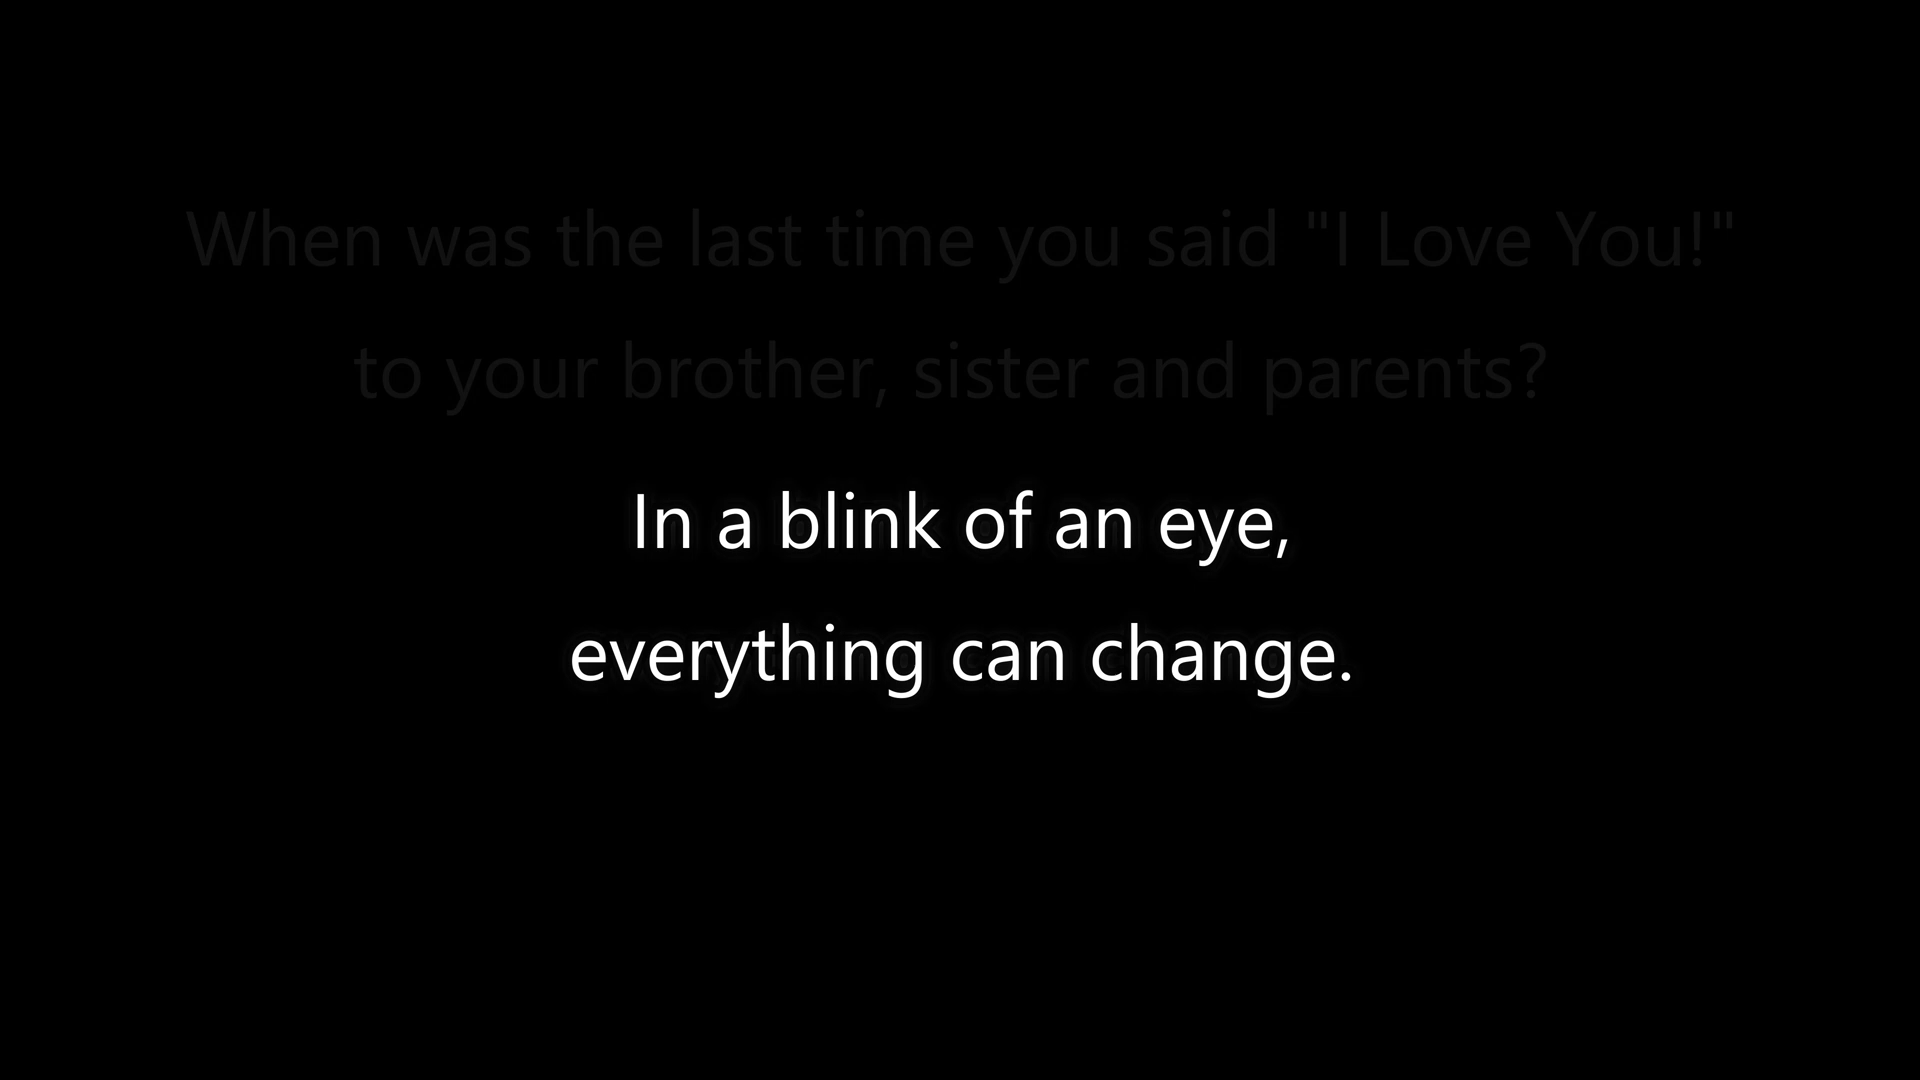 When was the last time you said "I Love You!"
to your brother, sister and parents?
In a blink of an eye,
everything can change.